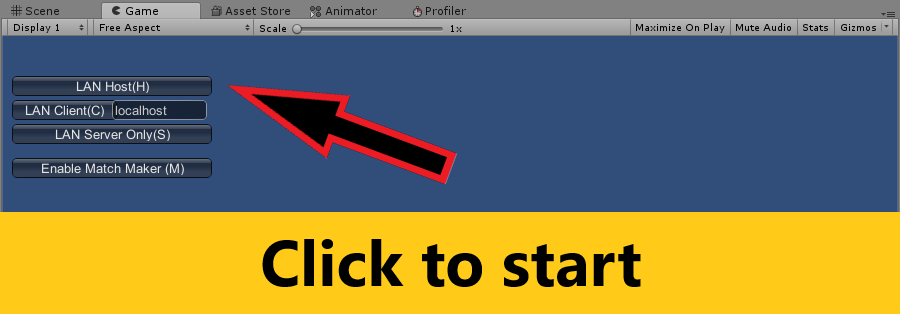 Scene Game Asset Store Animator Profiler
Display 1 Free Aspect Scale 1x Maximize On Play Mute Audio Stats Gizmos
LAN Host(H)
LAN Client(C) localhost
LAN Server Only(S)
Enable Match Maker (M)
Click to start